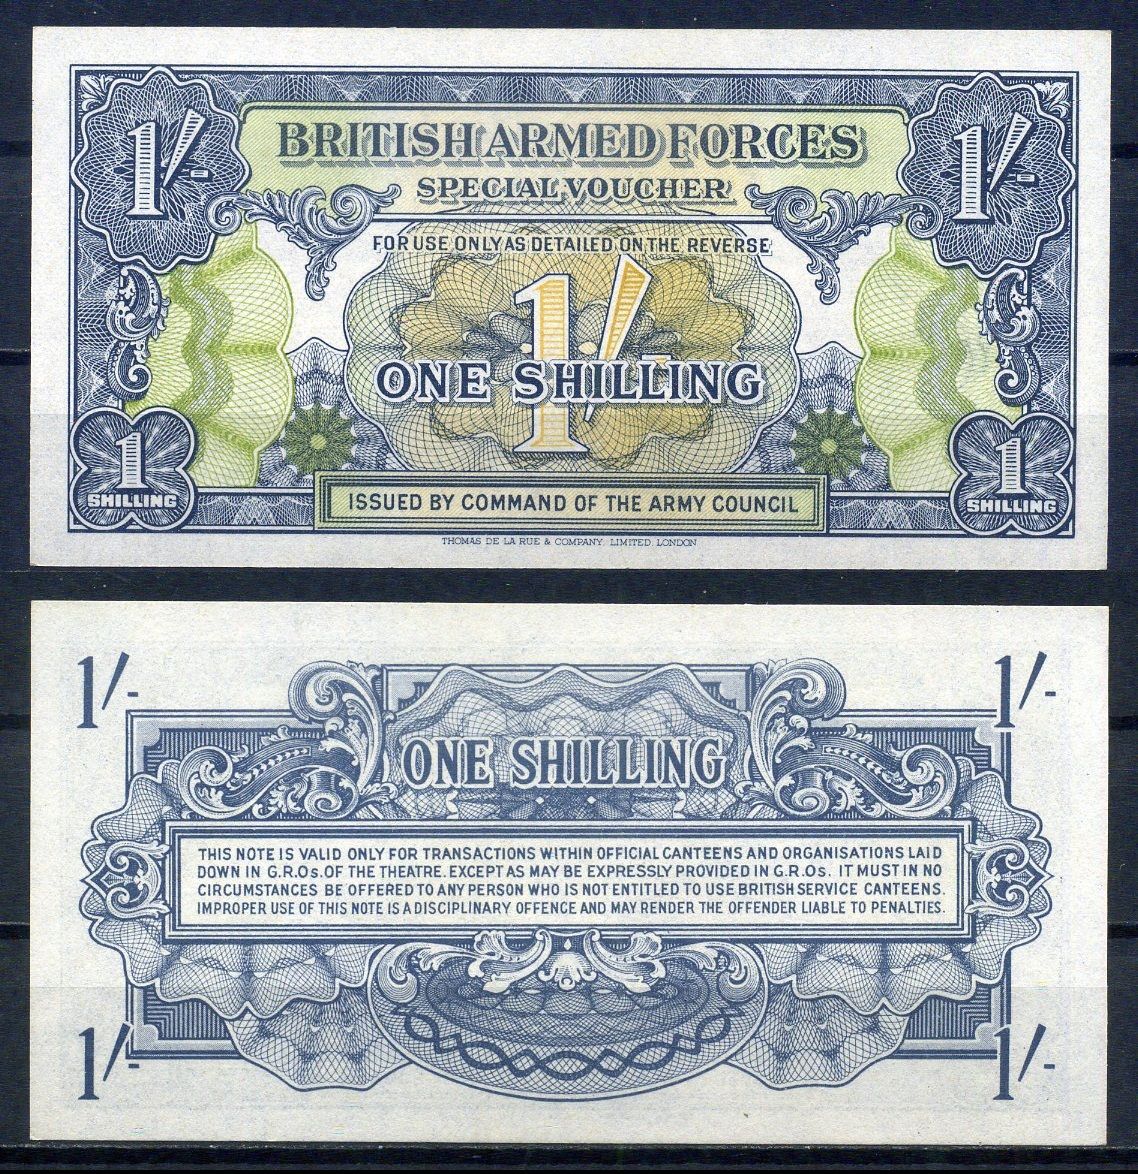 1/- 1/-
BRITISH ARMED FORCES
SPECIAL VOUCHER
FOR USE ONLY AS DETAILED ON THE REVERSE
1/-
ONE SHILLING
1 1
SHILLING SHILLING
ISSUED BY COMMAND OF THE ARMY COUNCIL
THOMAS DE LA RUE & COMPANY, LIMITED, LONDON
1/- 1/-
ONE SHILLING
THIS NOTE IS VALID ONLY FOR TRANSACTIONS WITHIN OFFICIAL CANTEENS AND ORGANISATIONS LAID
DOWN IN G.R.Os. OF THE THEATRE. EXCEPT AS MAY BE EXPRESSLY PROVIDED IN G.R.Os. IT MUST IN NO
CIRCUMSTANCES BE OFFERED TO ANY PERSON WHO IS NOT ENTITLED TO USE BRITISH SERVICE CANTEENS.
IMPROPER USE OF THIS NOTE IS A DISCIPLINARY OFFENCE AND MAY RENDER THE OFFENDER LIABLE TO PENALTIES.
1/- 1/-